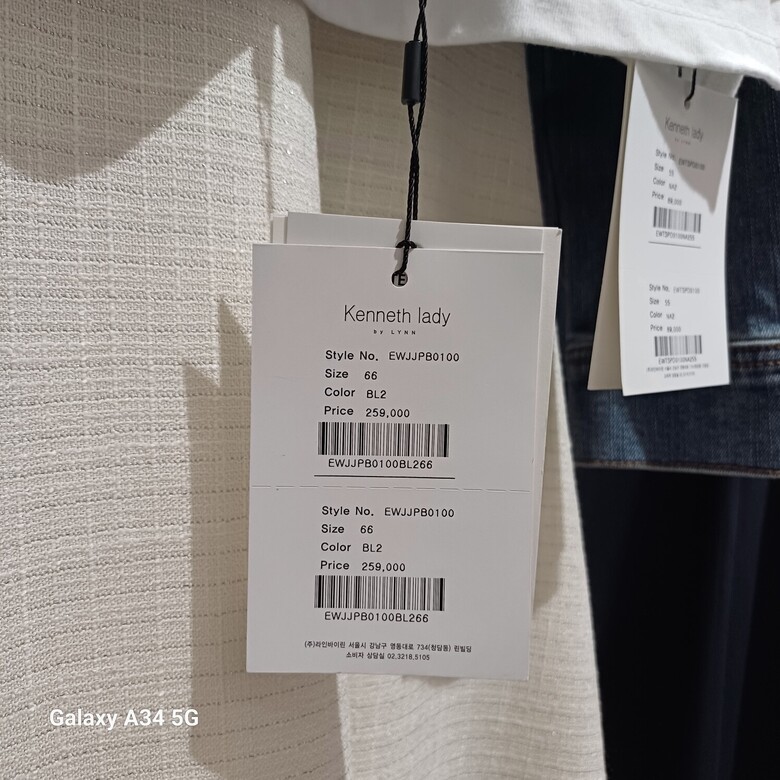 Kenneth lady
by LYNN
Style No. EWJJPB0100
Size 66
Color BL2
Price 259,000
EWJJPB0100BL266
Style No. EWJJPB0100
Size 66
Color BL2
Price 259,000
EWJJPB0100BL266
(주)라인바이린 서울시 강남구 영동대로 734(청담동) 린빌딩
소비자 상담실 02.3218.5105
Kenneth lady
Style No.
Size 55
Color
Price
Style No.
Size 55
Color
Price
Galaxy A34 5G